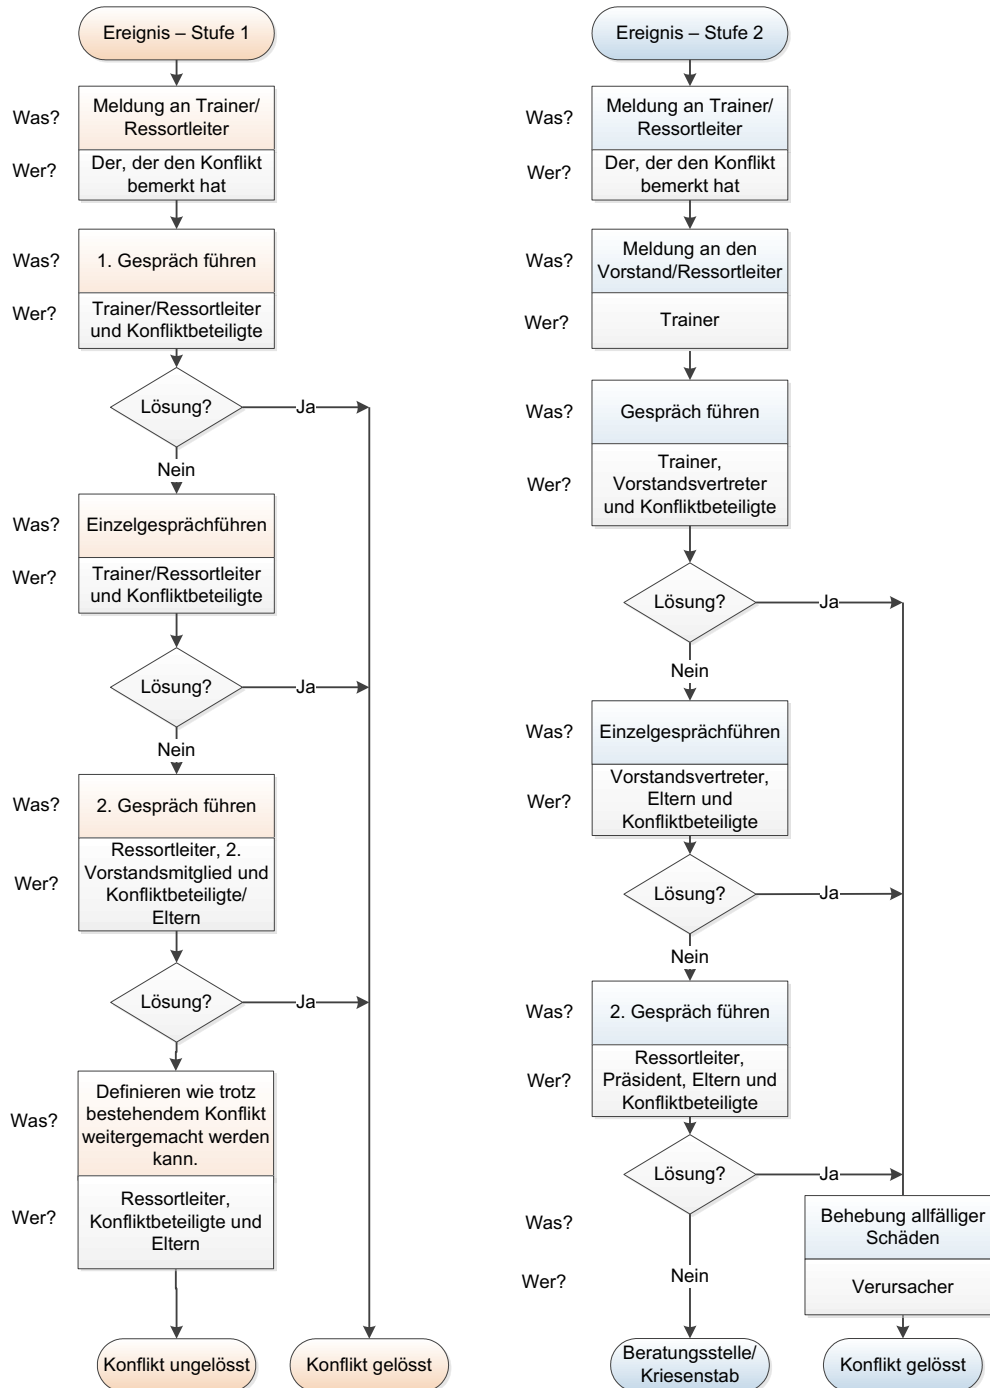 Ereignis – Stufe 1
Was?
Meldung an Trainer/
Ressortleiter
Wer?
Der, der den Konflikt
bemerkt hat
Was?
1. Gespräch führen
Wer?
Trainer/Ressortleiter
und Konfliktbeteiligte
Lösung?
Ja
Nein
Was?
Einzelgesprächführen
Wer?
Trainer/Ressortleiter
und Konfliktbeteiligte
Lösung?
Ja
Nein
Was?
2. Gespräch führen
Wer?
Ressortleiter, 2.
Vorstandsmitglied und
Konfliktbeteiligte/
Eltern
Lösung?
Ja
Was?
Definieren wie trotz
bestehendem Konflikt
weitergemacht werden
kann.
Wer?
Ressortleiter,
Konfliktbeteiligte und
Eltern
Konflikt ungelösst
Konflikt gelösst
Ereignis – Stufe 2
Was?
Meldung an Trainer/
Ressortleiter
Wer?
Der, der den Konflikt
bemerkt hat
Was?
Meldung an den
Vorstand/Ressortleiter
Wer?
Trainer
Was?
Gespräch führen
Wer?
Trainer,
Vorstandsvertreter
und Konfliktbeteiligte
Lösung?
Ja
Nein
Was?
Einzelgesprächführen
Wer?
Vorstandsvertreter,
Eltern und
Konfliktbeteiligte
Lösung?
Ja
Nein
Was?
2. Gespräch führen
Wer?
Ressortleiter,
Präsident, Eltern und
Konfliktbeteiligte
Lösung?
Ja
Was?
Behebung allfälliger
Schäden
Wer?
Nein
Verursacher
Beratungsstelle/
Kriesenstab
Konflikt gelösst